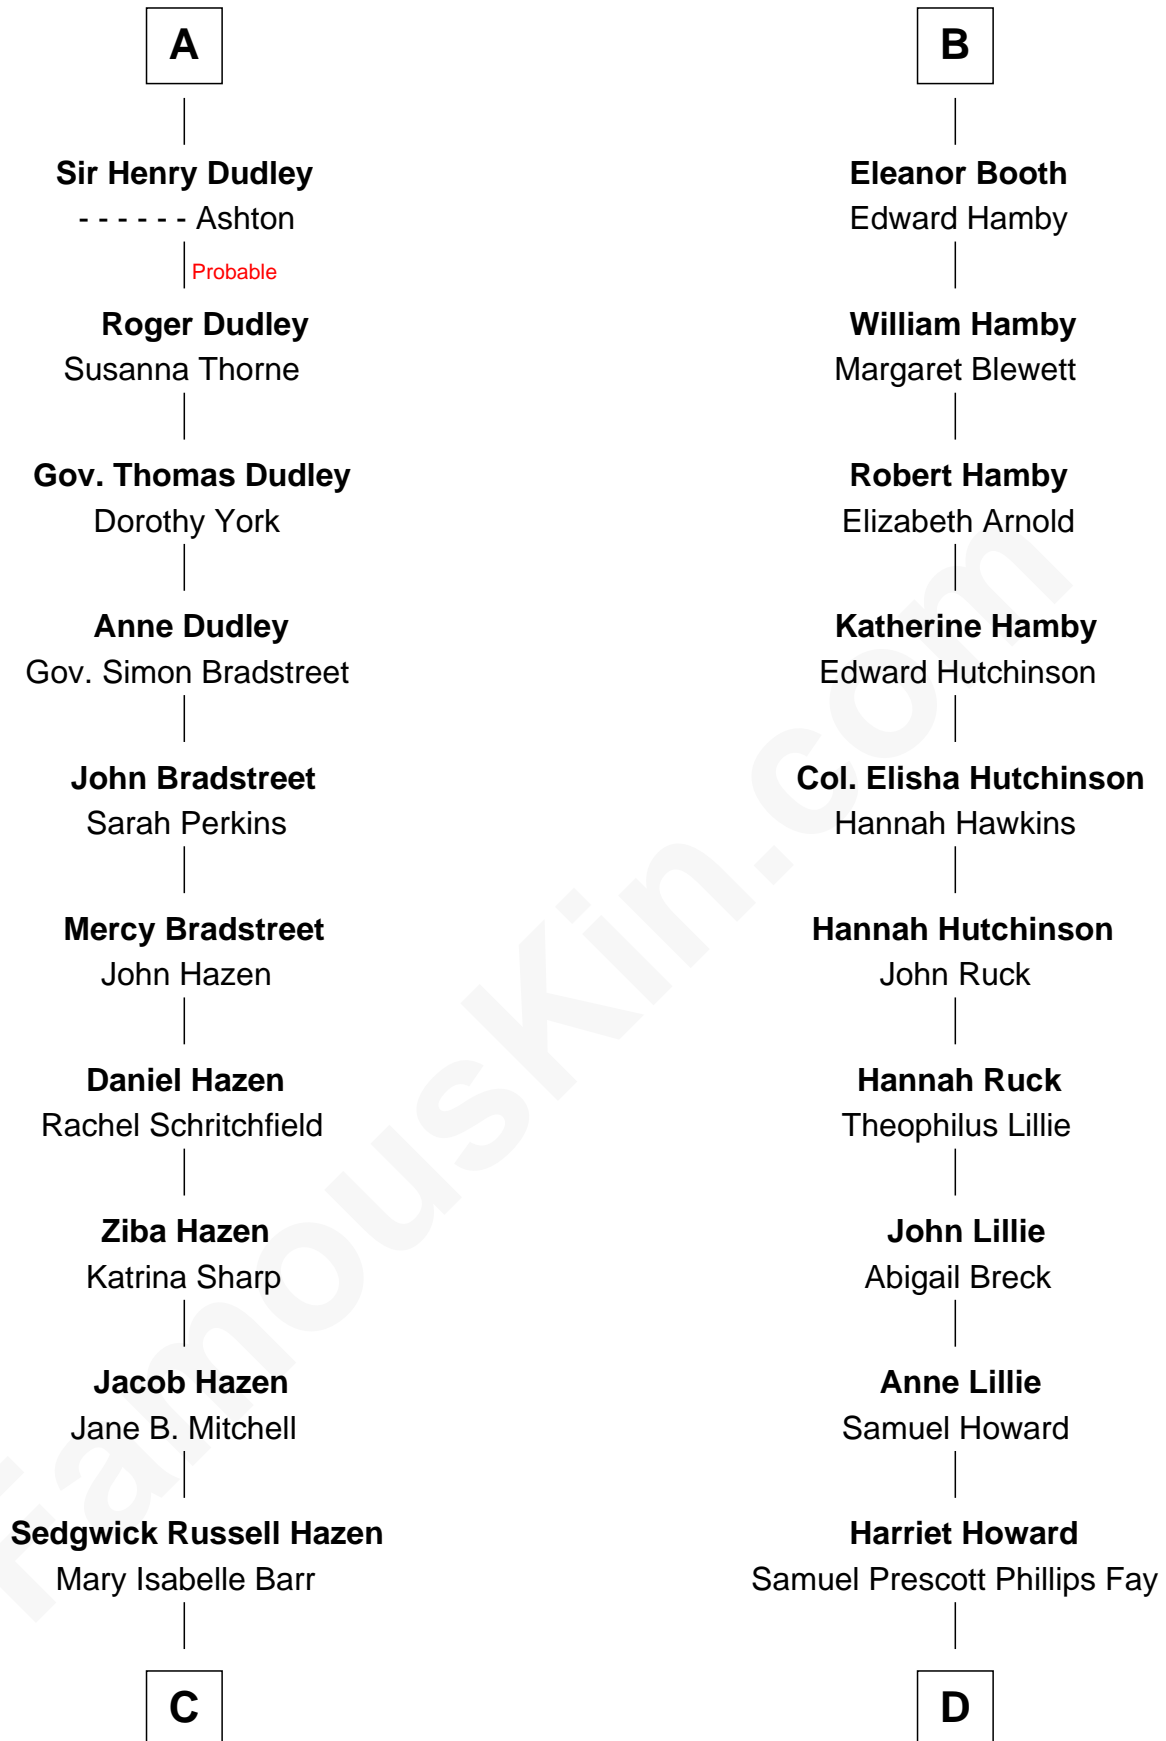 A
Sir Henry Dudley
- - - - - - Ashton
Probable
Roger Dudley
Susanna Thorne
Gov. Thomas Dudley
Dorothy York
Anne Dudley
Gov. Simon Bradstreet
John Bradstreet
Sarah Perkins
Mercy Bradstreet
John Hazen
Daniel Hazen
Rachel Schritchfield
Ziba Hazen
Katrina Sharp
Jacob Hazen
Jane B. Mitchell
Sedgwick Russell Hazen
Mary Isabelle Barr
C
B
Eleanor Booth
Edward Hamby
William Hamby
Margaret Blewett
Robert Hamby
Elizabeth Arnold
Katherine Hamby
Edward Hutchinson
Col. Elisha Hutchinson
Hannah Hawkins
Hannah Hutchinson
John Ruck
Hannah Ruck
Theophilus Lillie
John Lillie
Abigail Breck
Anne Lillie
Samuel Howard
Harriet Howard
Samuel Prescott Phillips Fay
D
FamousKin.com